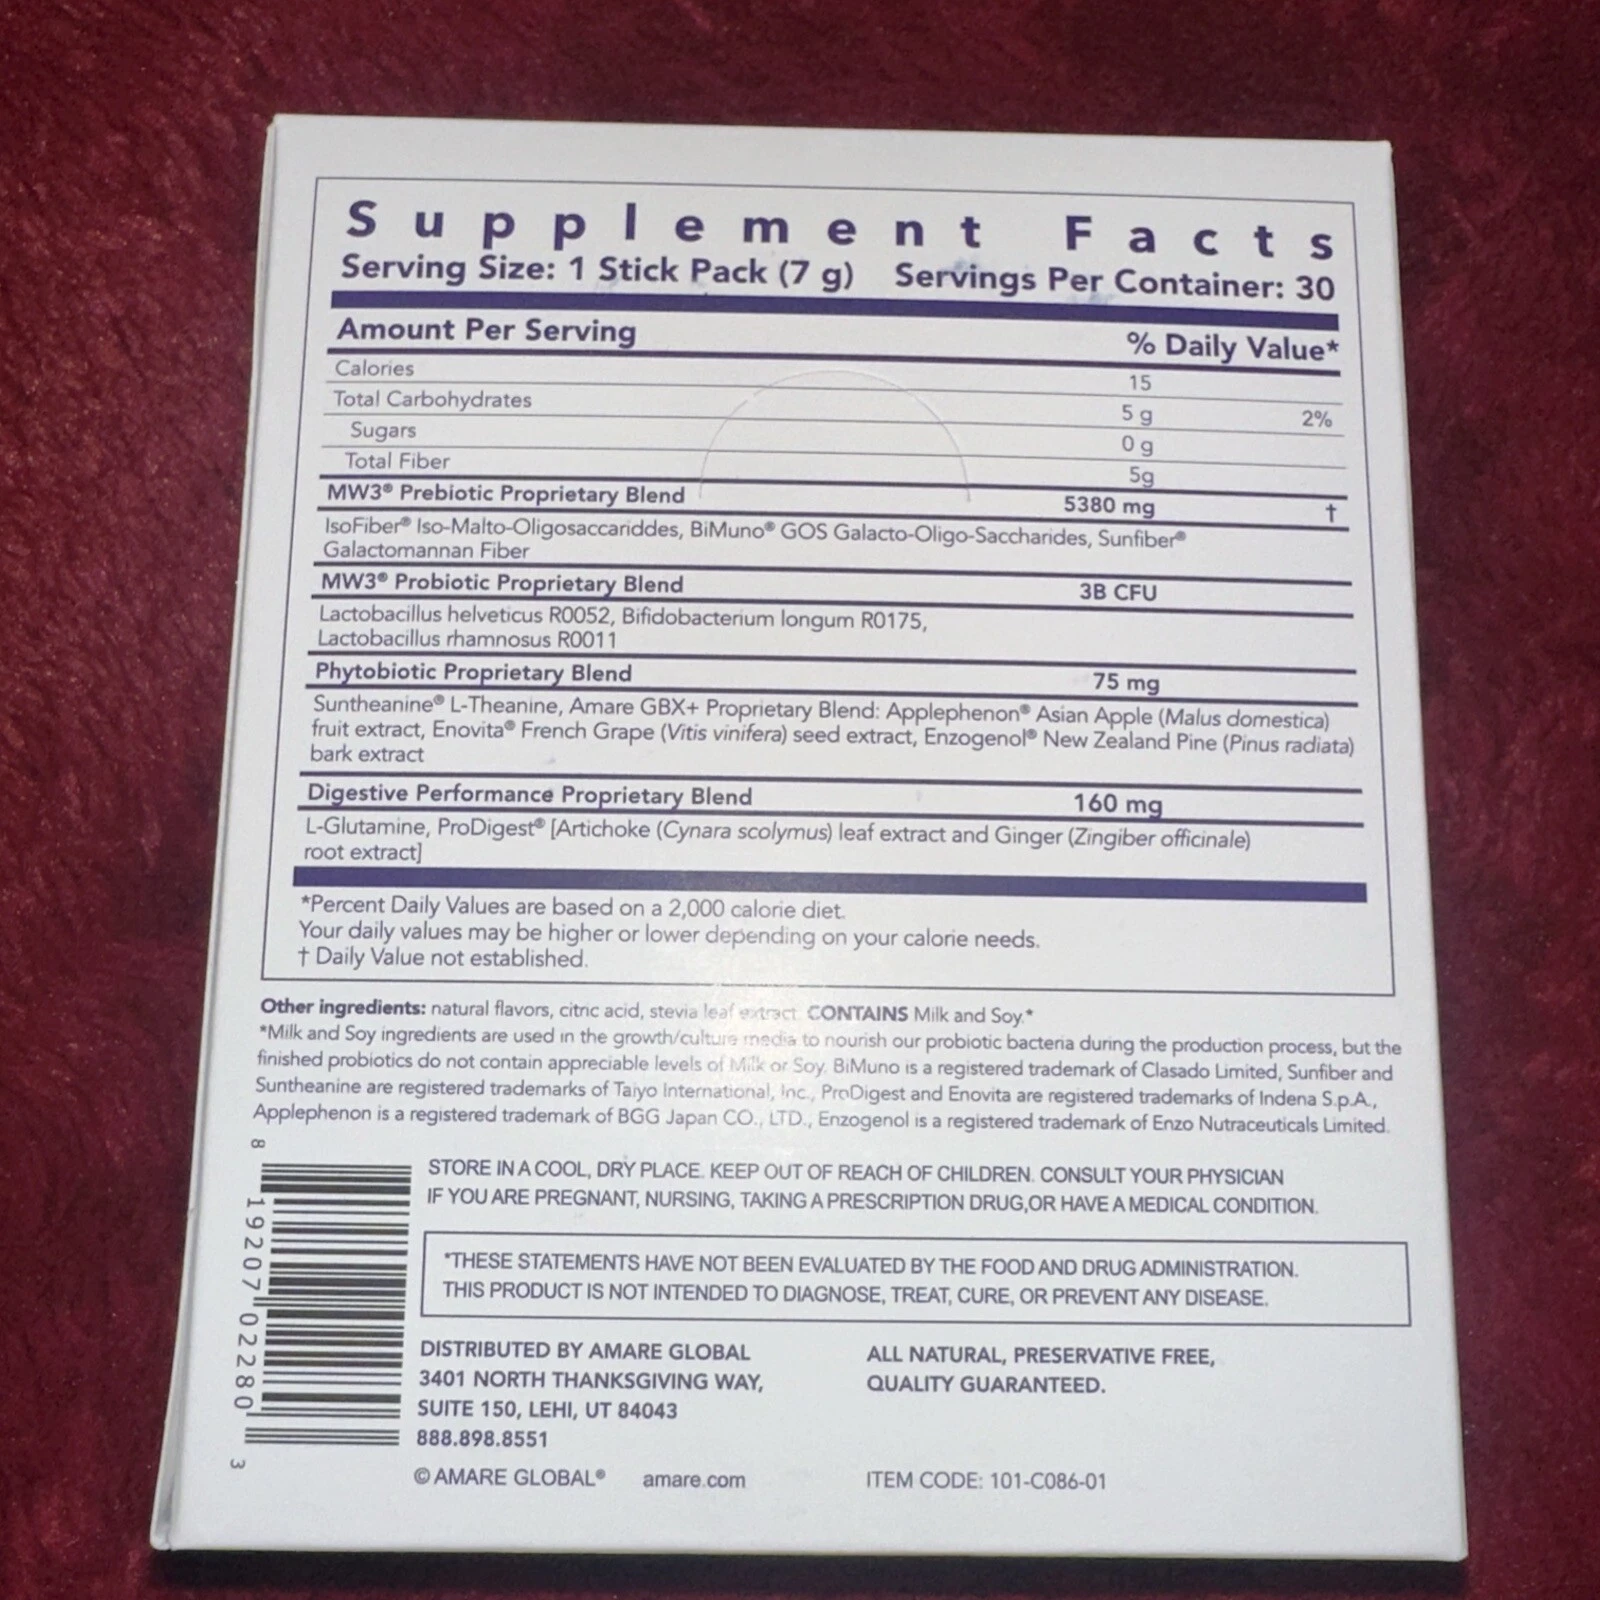 Supplement Facts
Serving Size: 1 Stick Pack (7 g) Servings Per Container: 30
Amount Per Serving % Daily Value*
Calories 15
Total Carbohydrates 5 g 2%
Sugars 0 g
Total Fiber 5g
MW3® Prebiotic Proprietary Blend 5380 mg †
IsoFiber® Iso-Malto-Oligosaccariddes, BiMuno® GOS Galacto-Oligo-Saccharides, Sunfiber®
Galactomannan Fiber
MW3® Probiotic Proprietary Blend 3B CFU
Lactobacillus helveticus R0052, Bifidobacterium longum R0175,
Lactobacillus rhamnosus R0011
Phytobiotic Proprietary Blend 75 mg
Suntheanine® L-Theanine, Amare GBX+ Proprietary Blend: Applephenon® Asian Apple (Malus domestica)
fruit extract, Enovita® French Grape (Vitis vinifera) seed extract, Enzogenol® New Zealand Pine (Pinus radiata)
bark extract
Digestive Performance Proprietary Blend 160 mg
L-Glutamine, ProDigest® [Artichoke (Cynara scolymus) leaf extract and Ginger (Zingiber officinale)
root extract]
*Percent Daily Values are based on a 2,000 calorie diet.
Your daily values may be higher or lower depending on your calorie needs.
† Daily Value not established.
Other ingredients: natural flavors, citric acid, stevia leaf extract. CONTAINS Milk and Soy.*
*Milk and Soy ingredients are used in the growth/culture media to nourish our probiotic bacteria during the production process, but the
finished probiotics do not contain appreciable levels of Milk or Soy. BiMuno is a registered trademark of Clasado Limited, Sunfiber and
Suntheanine are registered trademarks of Taiyo International, Inc., ProDigest and Enovita are registered trademarks of Indena S.p.A.,
Applephenon is a registered trademark of BGG Japan CO., LTD., Enzogenol is a registered trademark of Enzo Nutraceuticals Limited.
8 19207 02280 3
STORE IN A COOL, DRY PLACE. KEEP OUT OF REACH OF CHILDREN. CONSULT YOUR PHYSICIAN
IF YOU ARE PREGNANT, NURSING, TAKING A PRESCRIPTION DRUG,OR HAVE A MEDICAL CONDITION.
*THESE STATEMENTS HAVE NOT BEEN EVALUATED BY THE FOOD AND DRUG ADMINISTRATION.
THIS PRODUCT IS NOT INTENDED TO DIAGNOSE, TREAT, CURE, OR PREVENT ANY DISEASE.
DISTRIBUTED BY AMARE GLOBAL
3401 NORTH THANKSGIVING WAY,
SUITE 150, LEHI, UT 84043
888.898.8551
© AMARE GLOBAL® amare.com
ALL NATURAL, PRESERVATIVE FREE,
QUALITY GUARANTEED.
ITEM CODE: 101-C086-01